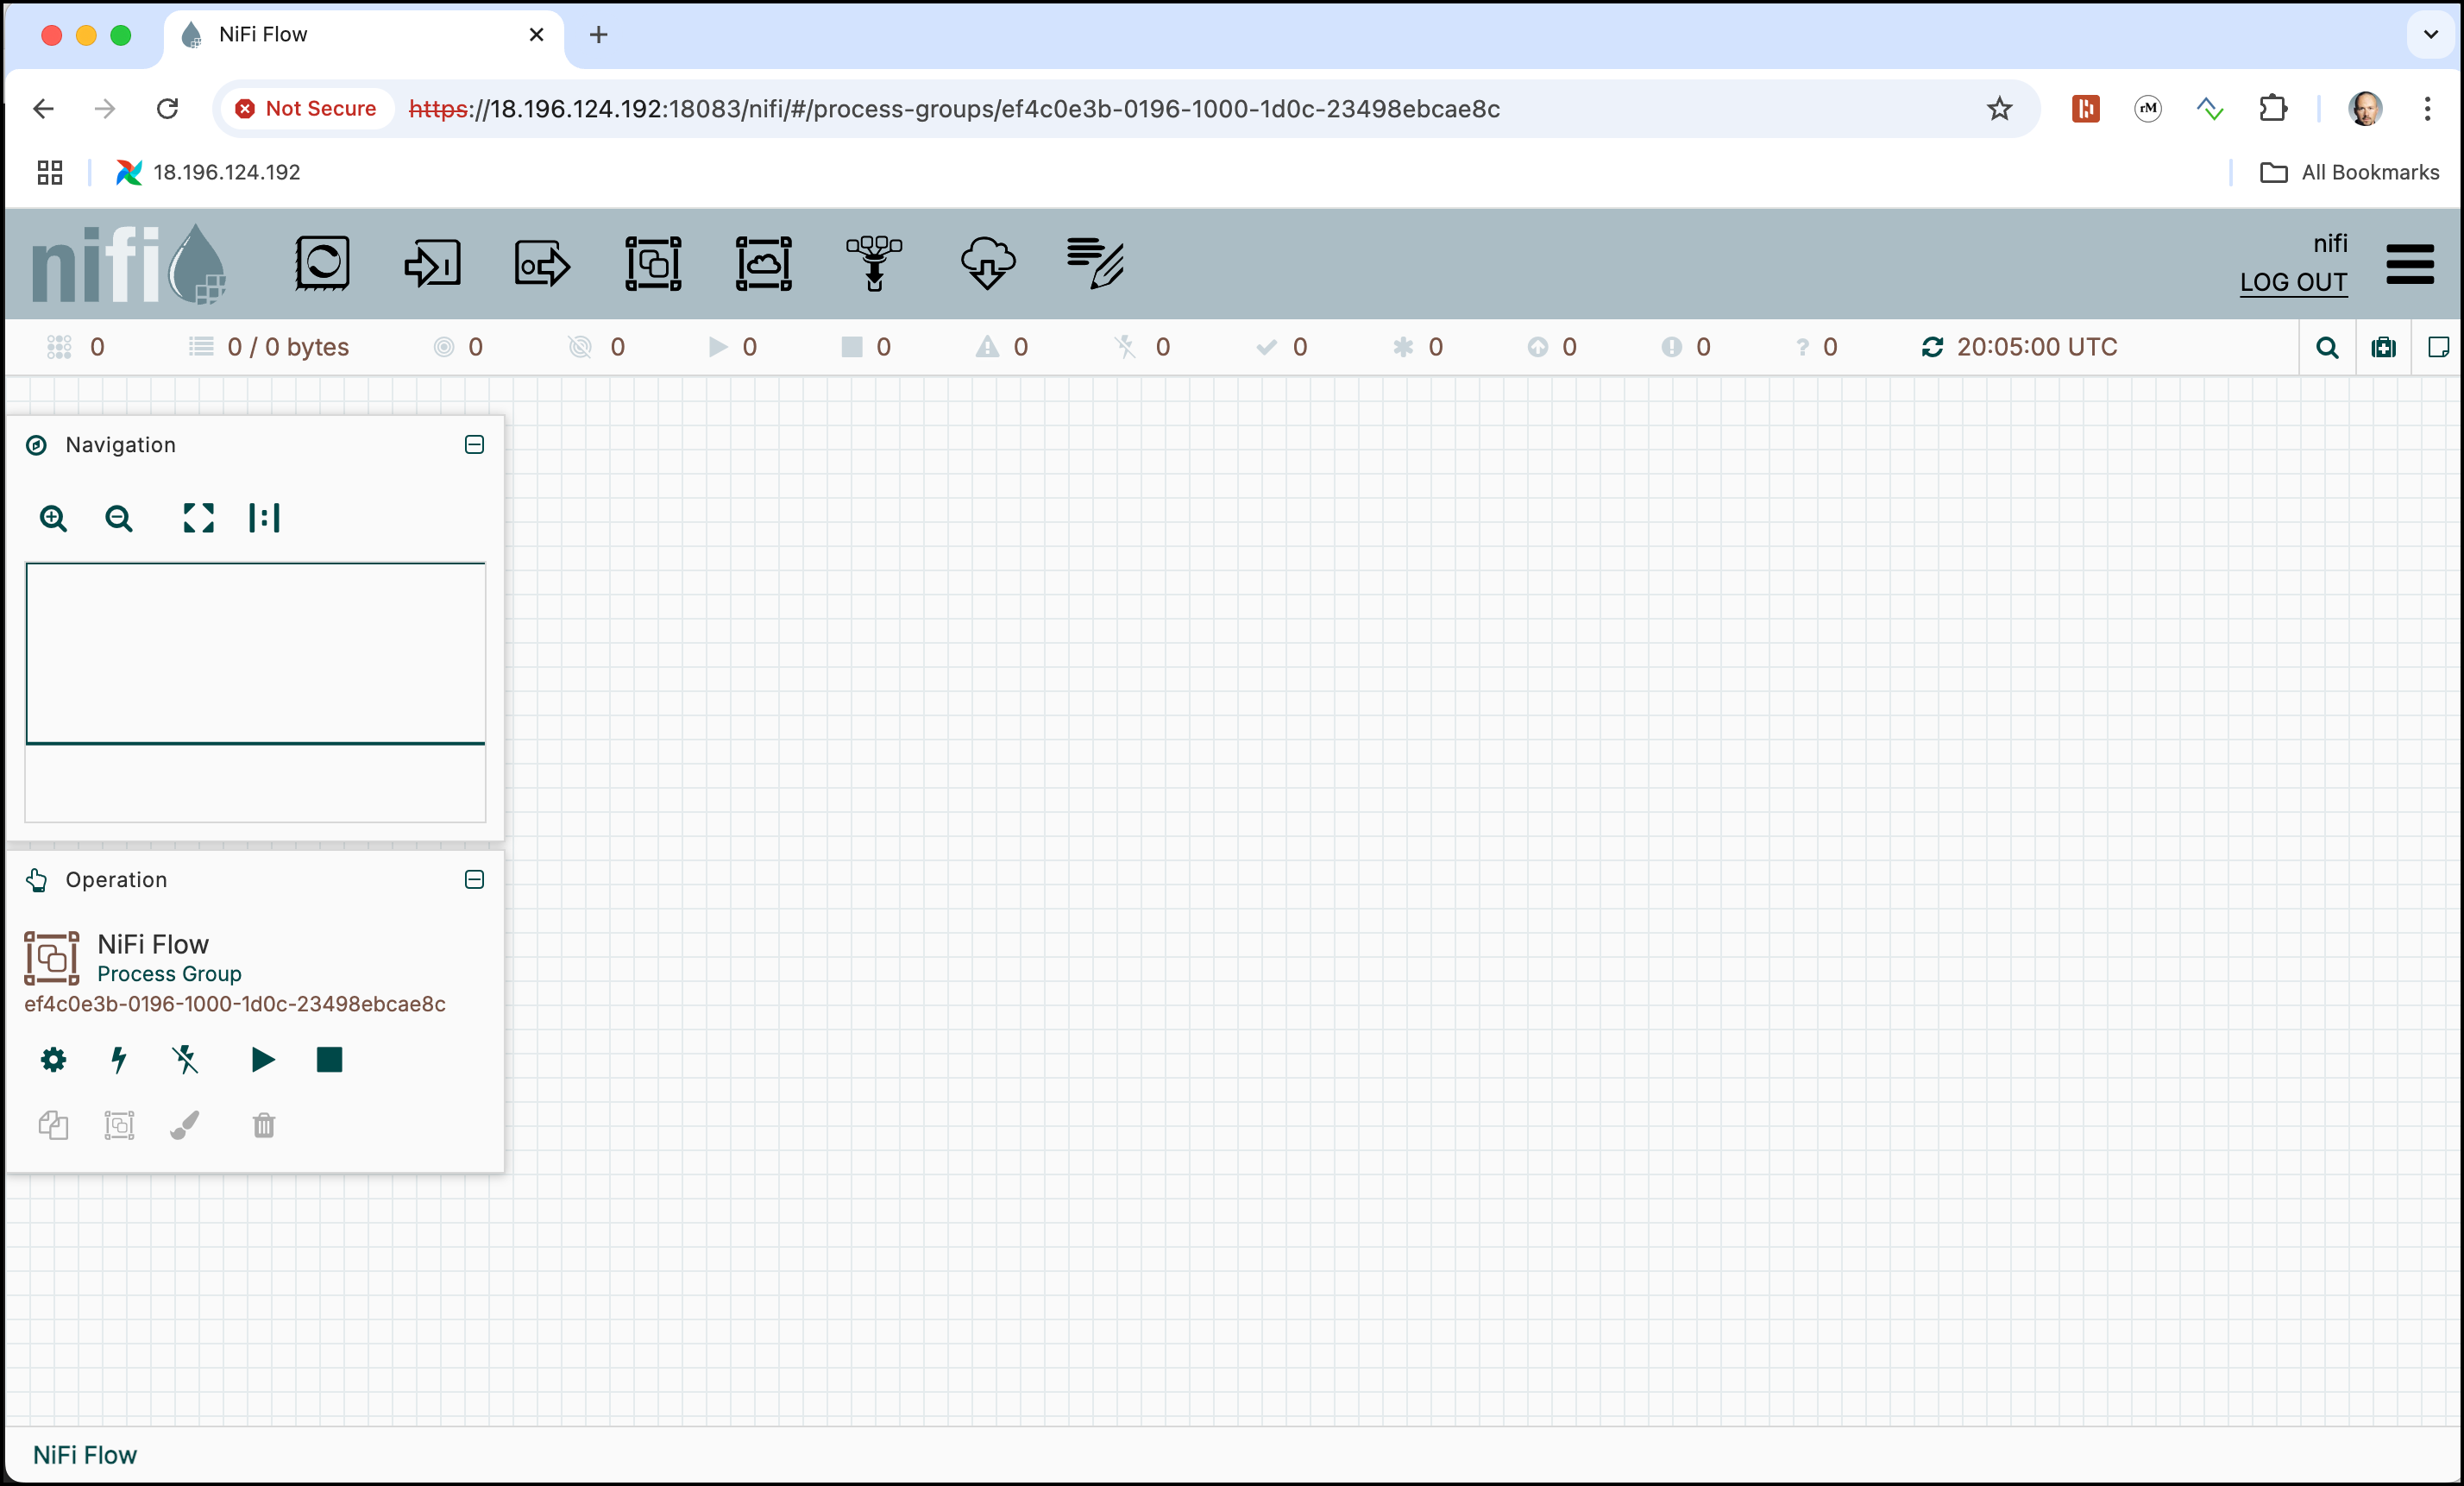 NiFi Flow
Not Secure https://18.196.124.192:18083/nifi/#/process-groups/ef4c0e3b-0196-1000-1d0c-23498ebcae8c
rM
18.196.124.192
All Bookmarks
nifi
nifi
LOG OUT
0 0 / 0 bytes 0 0 0 0 0 0 0 0 0 0 ? 0 20:05:00 UTC
Navigation
Operation
NiFi Flow
Process Group
ef4c0e3b-0196-1000-1d0c-23498ebcae8c
NiFi Flow